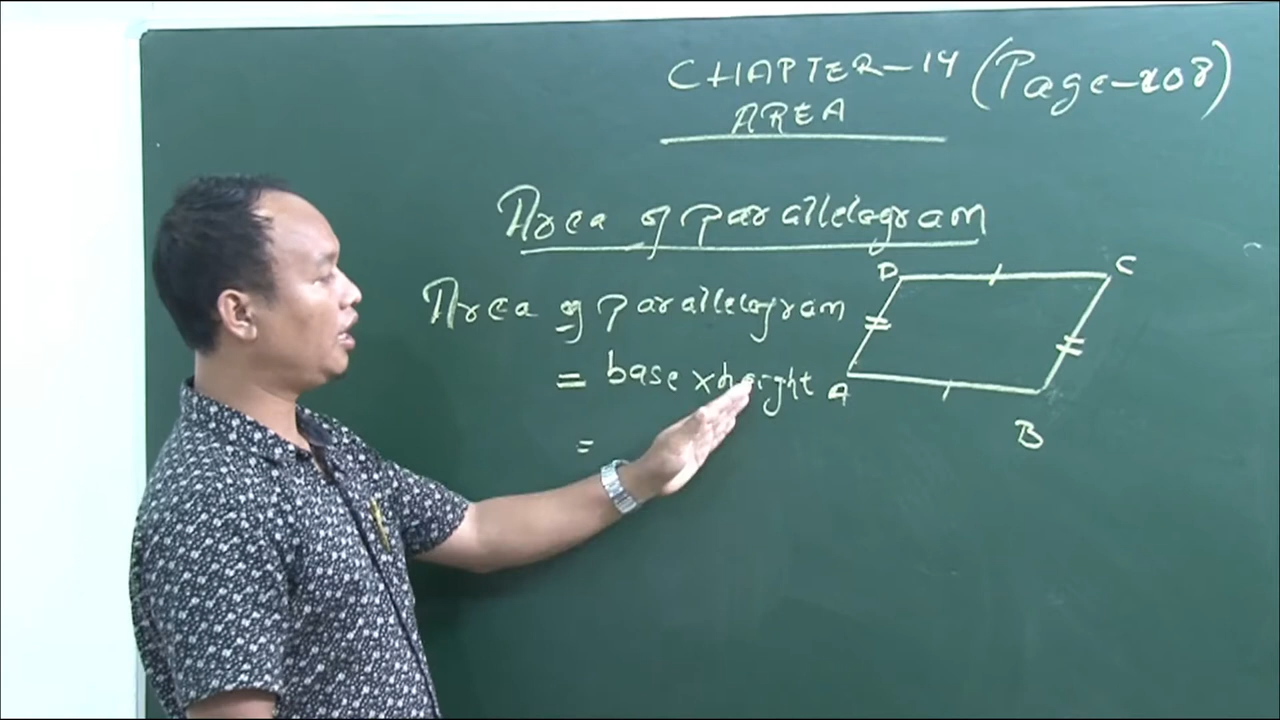 CHAPTER-14 (Page-208)
AREA
Area of parallelogram
Area of parallelogram
= base x height
=
D C
A B